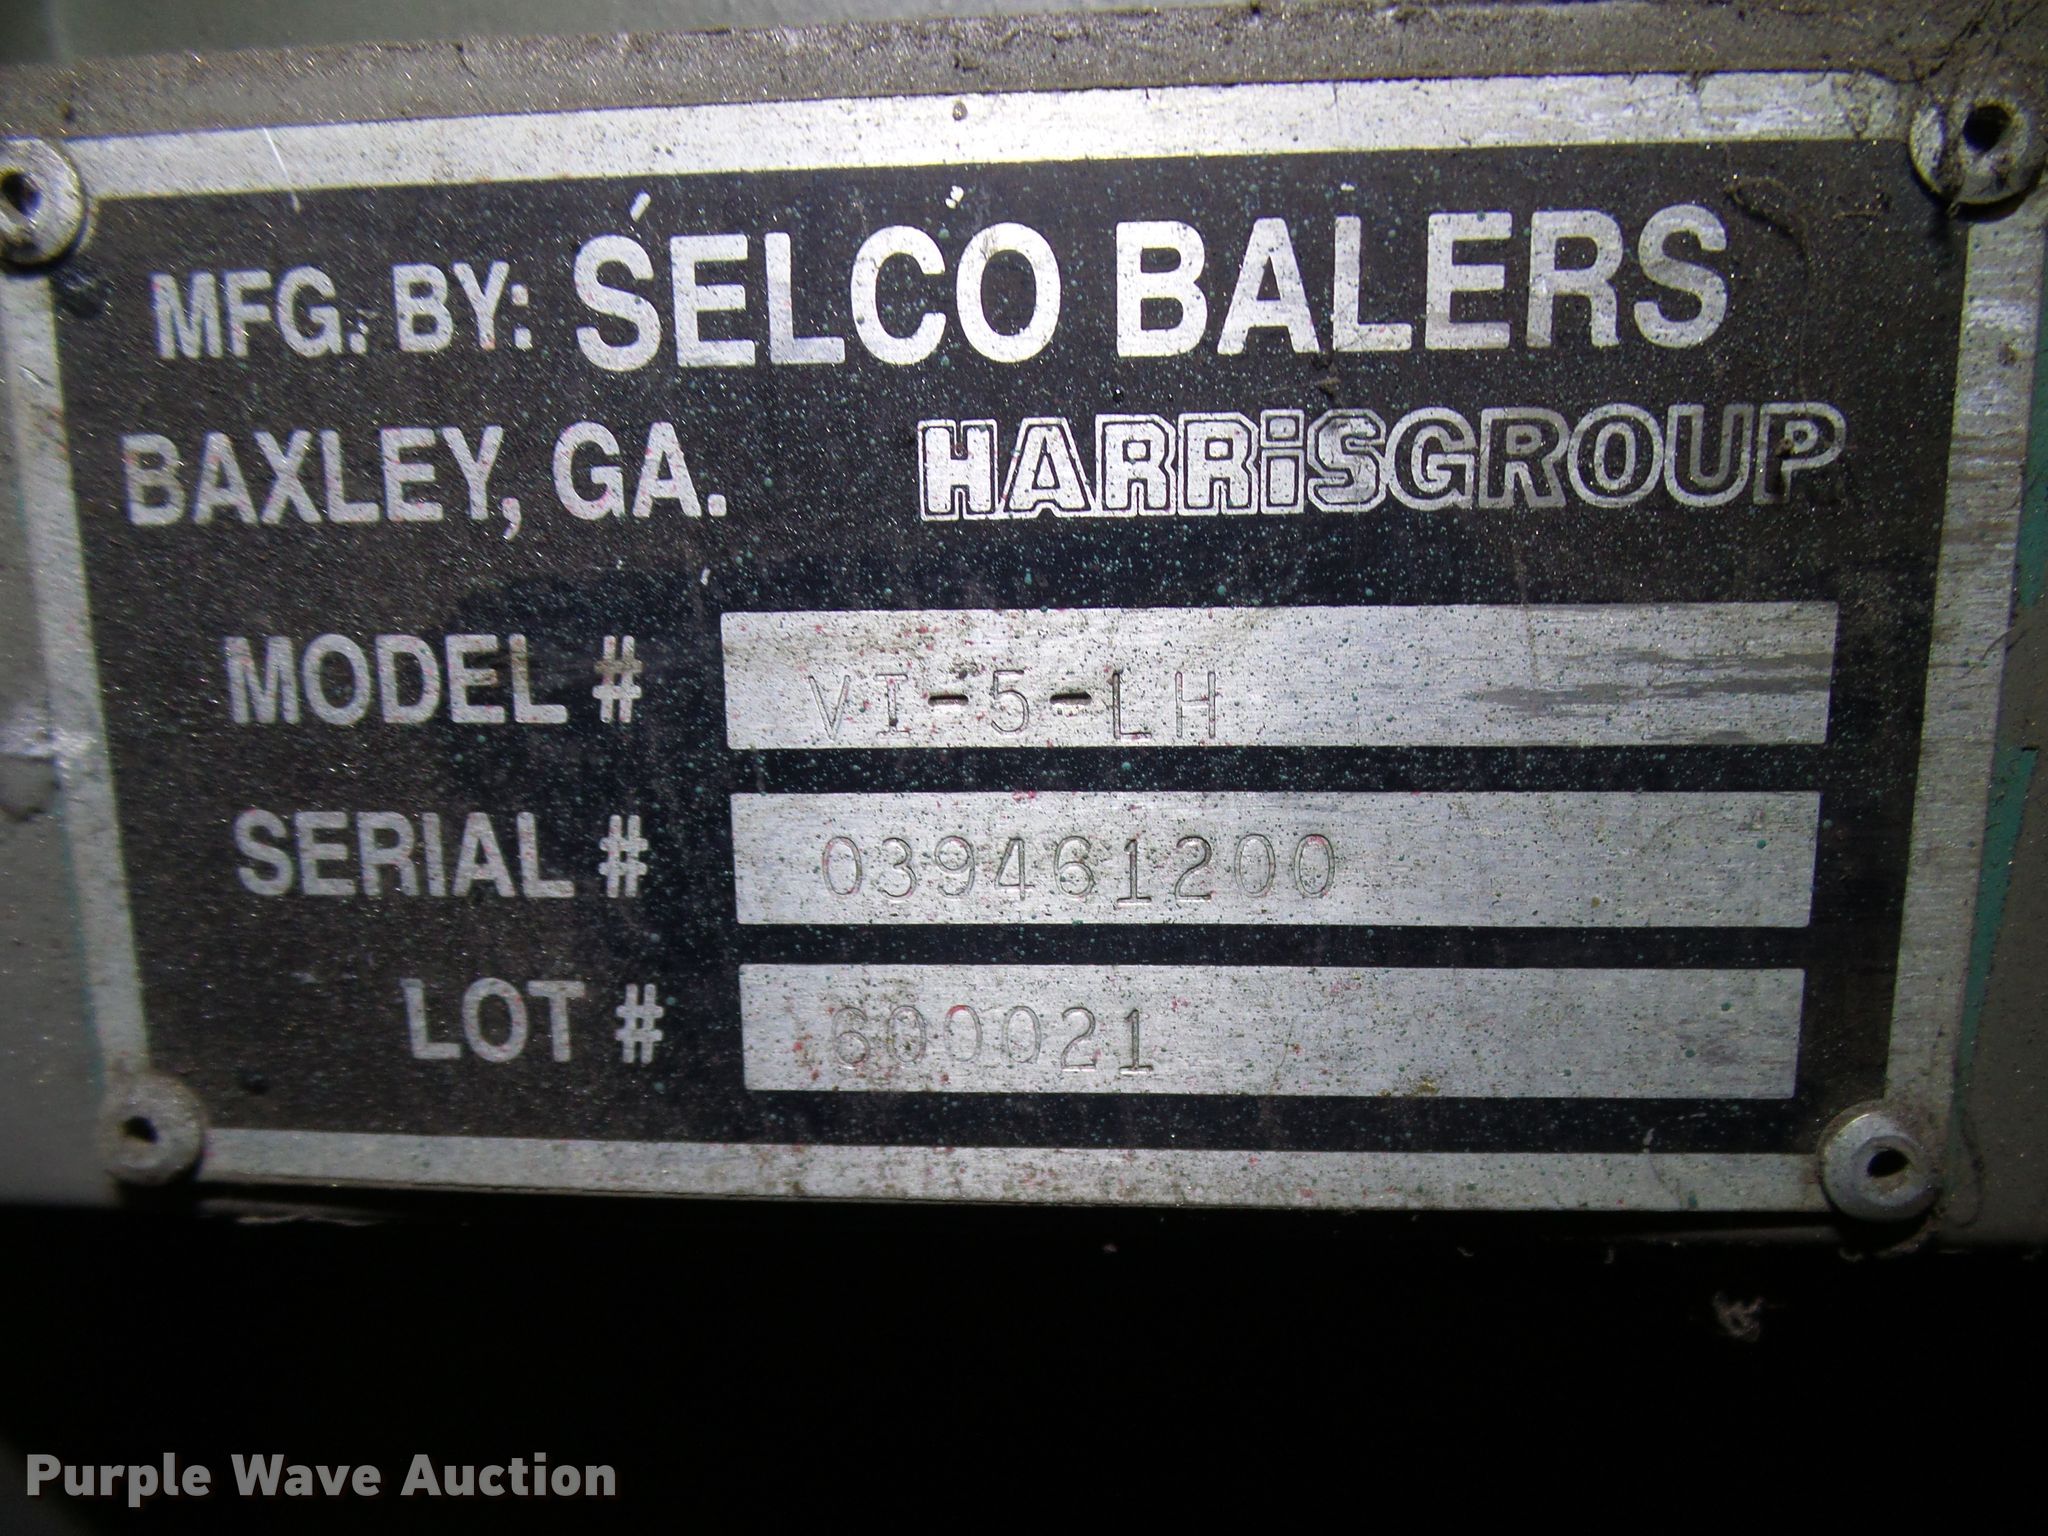 MFG. BY: SELCO BALERS
BAXLEY, GA. HARRiSGROUP
MODEL # VI-5-LH
SERIAL # 039461200
LOT # 600021
Purple Wave Auction